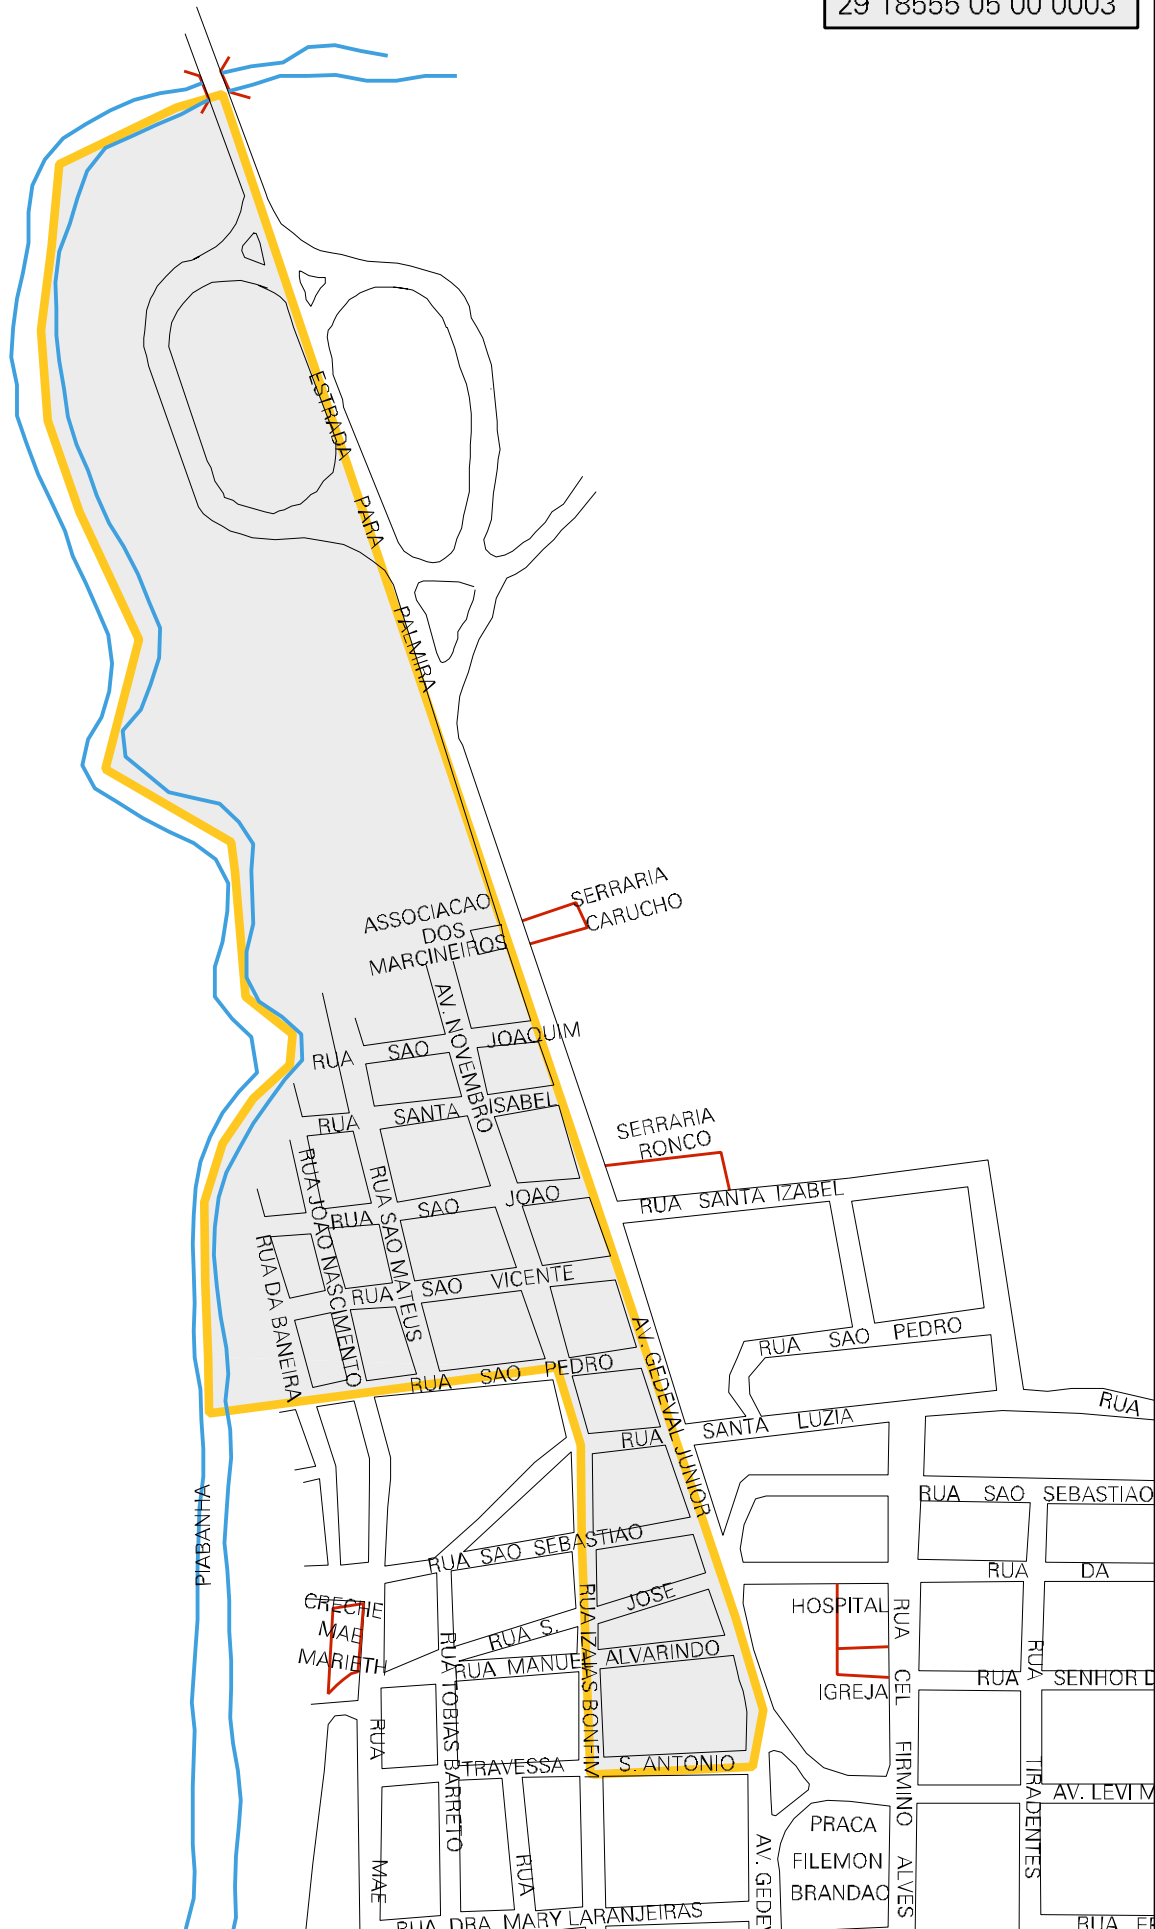 29 18555 05 00 0003
ESTRADA PARA PALMIRA
SERRARIA
CARUCHO
ASSOCIACAO
DOS
MARCINEIROS
AV. NOVEMBRO
RUA SAO JOAQUIM
RUA SANTA ISABEL
SERRARIA
RONCO
RUA SANTA IZABEL
RUA JOAO NASCIMENTO
RUA SAO MATEUS
RUA SAO JOAO
RUA DA BANEIRA
RUA SAO VICENTE
AV. GEDEVAL JUNIOR
RUA SAO PEDRO
RUA SAO PEDRO
RUA
RUA SANTA LUZIA
PIABANHA
RUA SAO SEBASTIAO
RUA SAO SEBASTIAO
RUA DA
CRECHE
MAE
MARIETH
RUA IZAIAS BONFIM
RUA S. JOSE
HOSPITAL
RUA CEL FIRMINO ALVES
RUA TOBIAS BARRETO
RUA MANUEL ALVARINDO
IGREJA
RUA TIRADENTES
RUA SENHOR D
RUA MAE
TRAVESSA S. ANTONIO
AV. LEVI M
PRACA
FILEMON
BRANDAO
AV. GEDE
RUA
RUA DRA MARY LARANJEIRAS